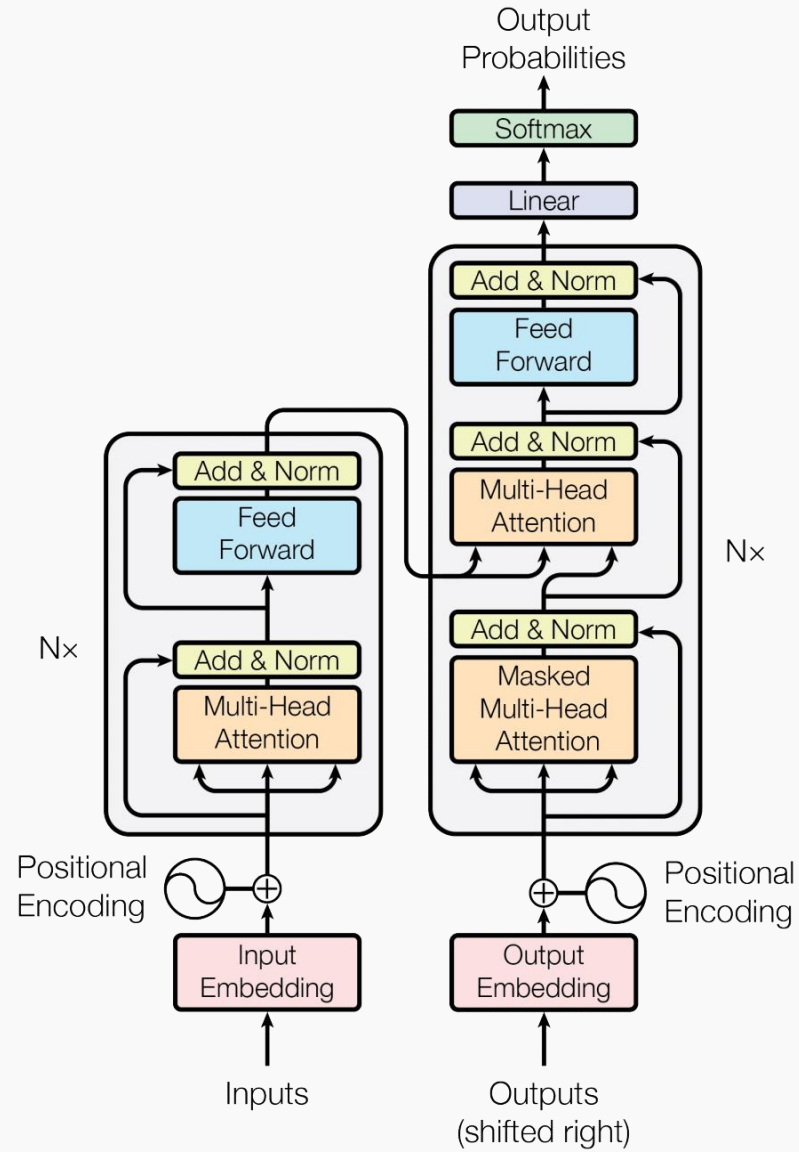 Output
Probabilities
Softmax
Linear
Add & Norm
Feed
Forward
Add & Norm
Multi-Head
Attention
Add & Norm
Masked
Multi-Head
Attention
Nx
Add & Norm
Feed
Forward
Add & Norm
Multi-Head
Attention
Nx
Positional
Encoding
Positional
Encoding
Input
Embedding
Output
Embedding
Inputs
Outputs
(shifted right)